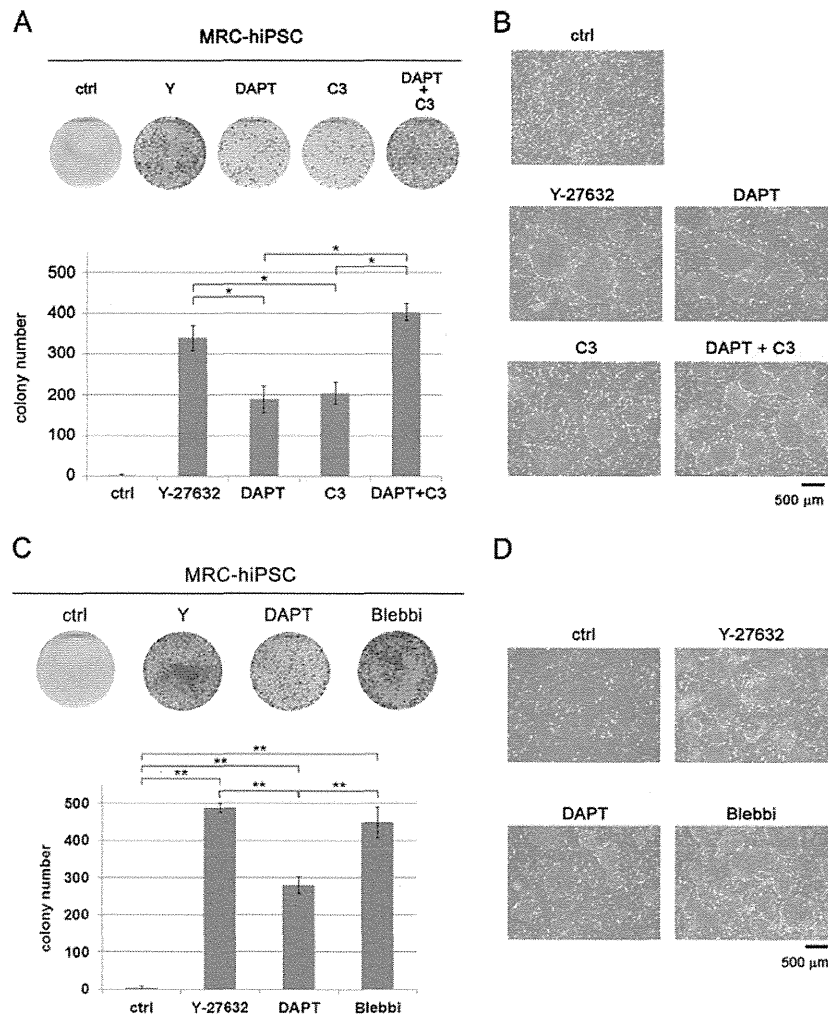 A
MRC-hiPSC
ctrl Y DAPT C3 DAPT + C3
colony number
500
400
300
200
100
0
* * * *
ctrl Y-27632 DAPT C3 DAPT+C3
B
ctrl
Y-27632 DAPT
C3 DAPT + C3
500 μm
C
MRC-hiPSC
ctrl Y DAPT Blebbi
colony number
500
400
300
200
100
0
** ** ** ** **
ctrl Y-27632 DAPT Blebbi
D
ctrl Y-27632
DAPT Blebbi
500 μm